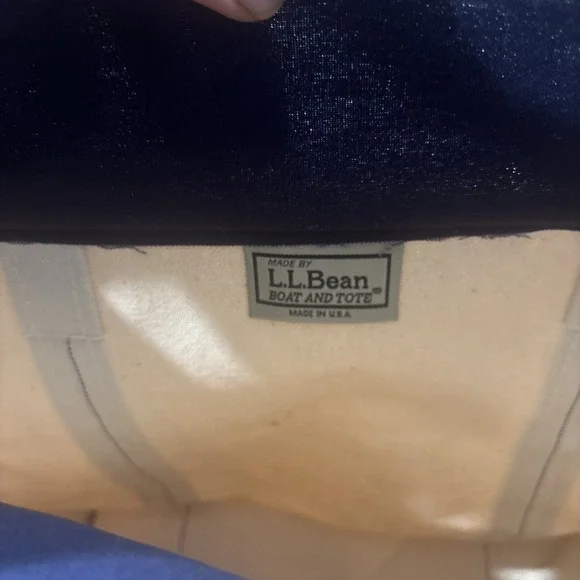 MADE BY
L.L.Bean®
BOAT AND TOTE
MADE IN U.S.A